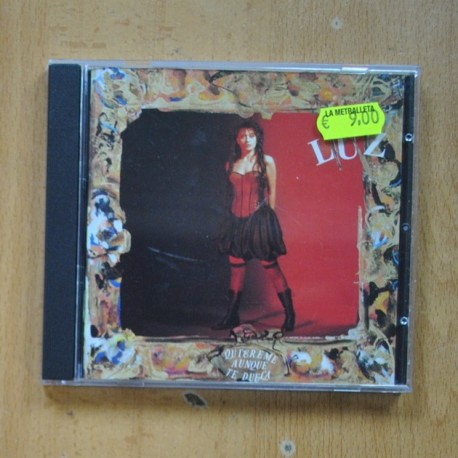 LA METRALLETA
€ 9,00
LUZ
QUIEREME
AUNQUE
TE DUELA